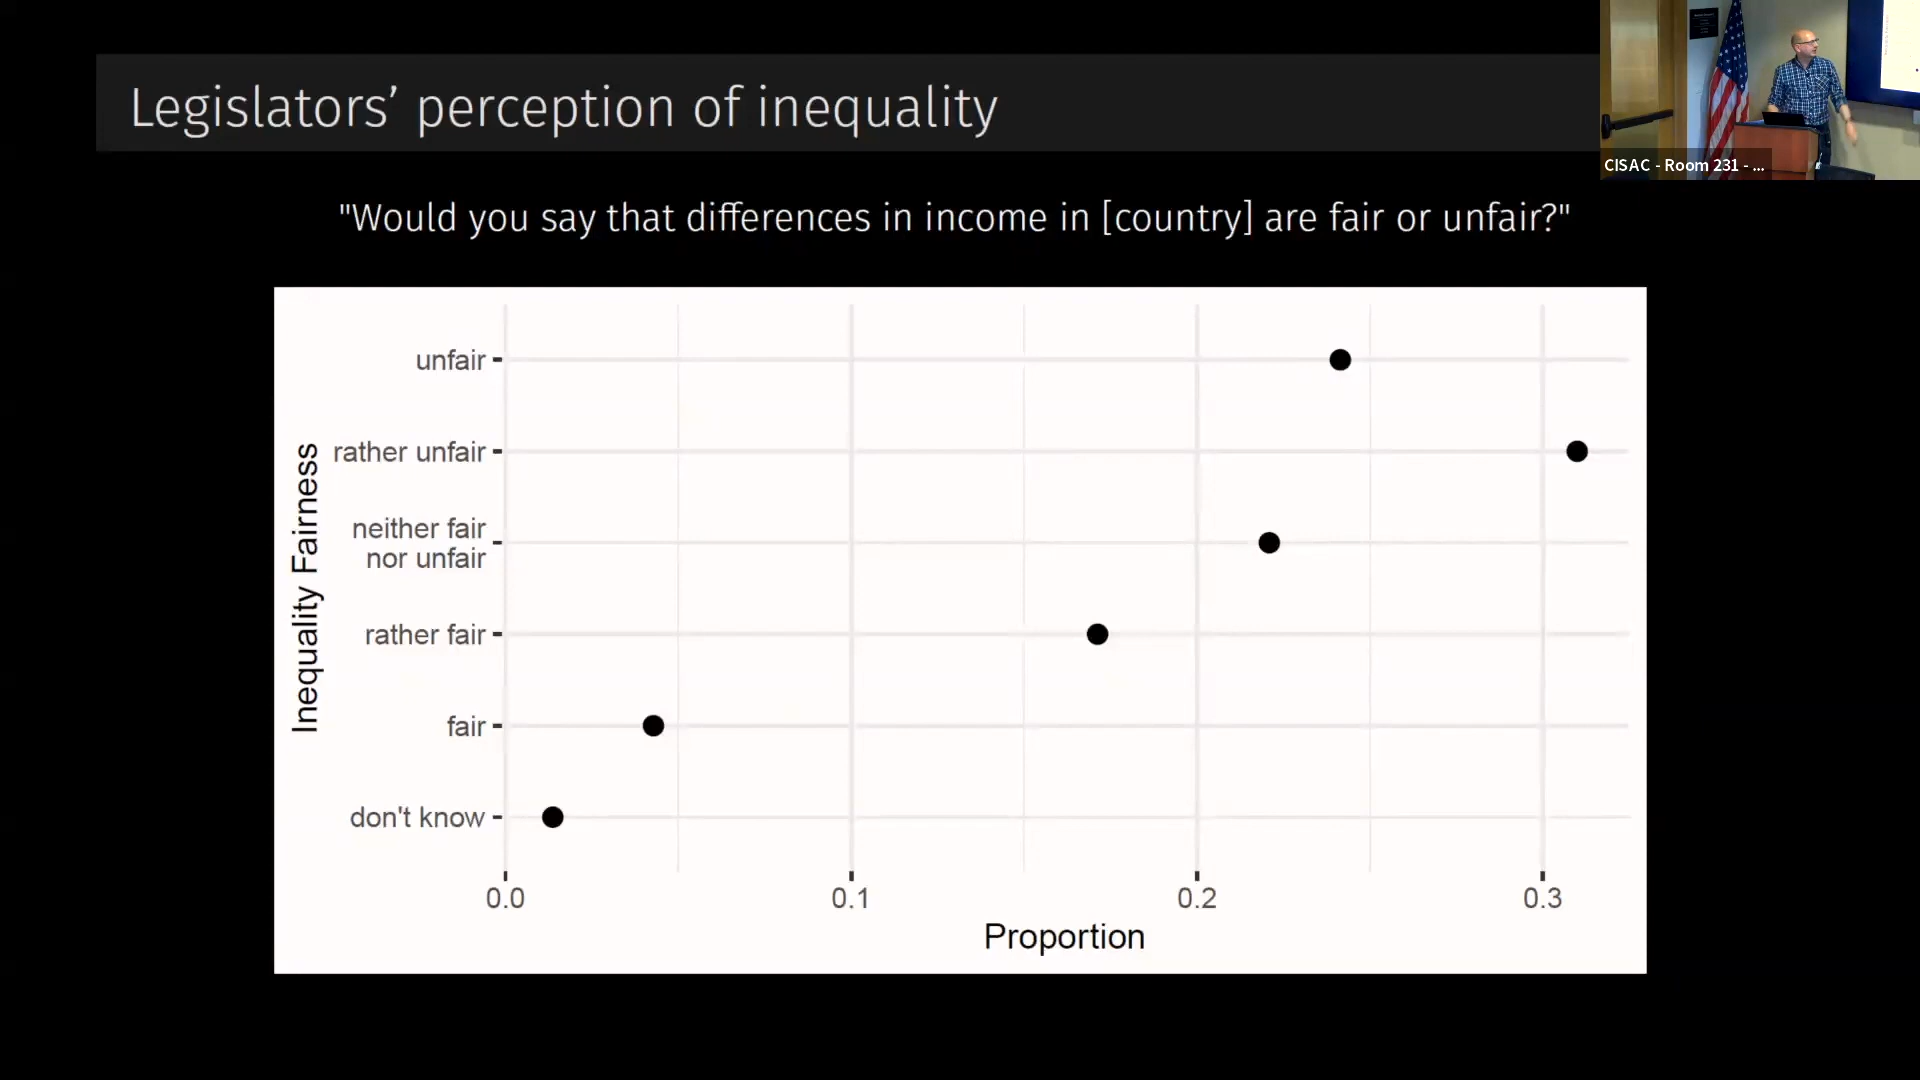 Legislators’ perception of inequality
CISAC - Room 231 - ...
"Would you say that differences in income in [country] are fair or unfair?"
Inequality Fairness
unfair
rather unfair
neither fair
nor unfair
rather fair
fair
don't know
0.0
0.1
0.2
0.3
Proportion